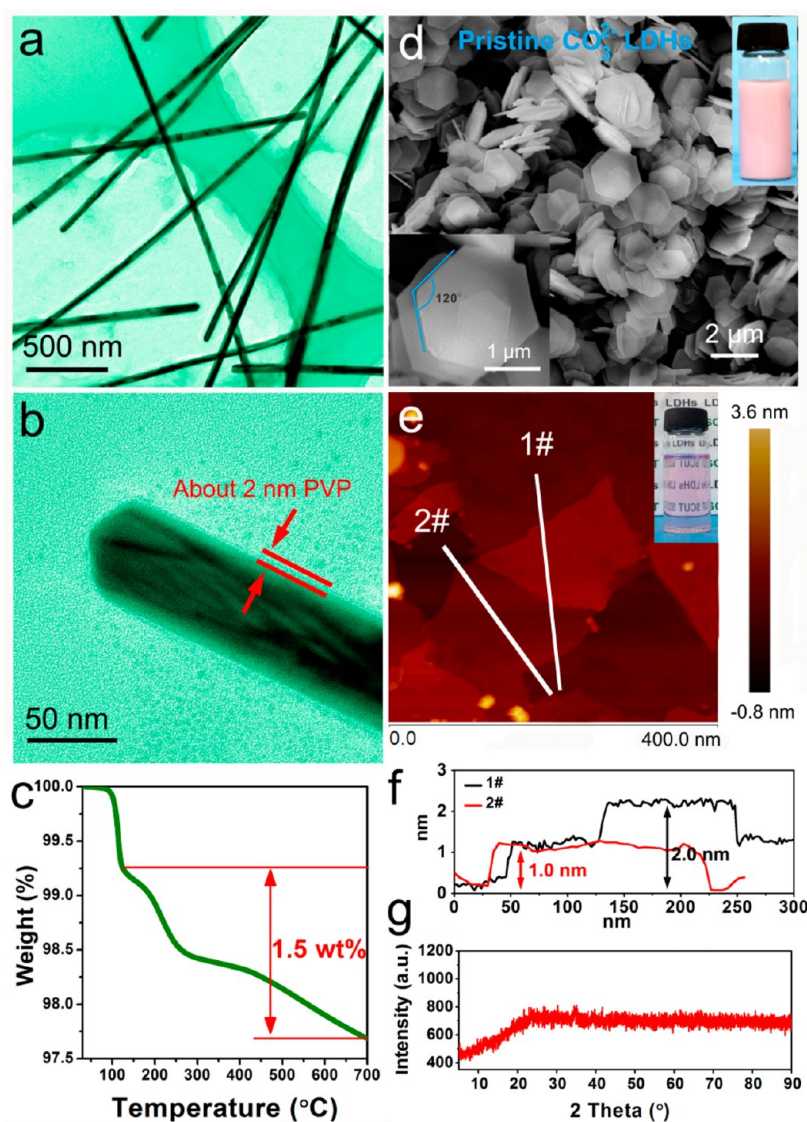 a
500 nm
b
About 2 nm PVP
50 nm
c
100.0
99.5
99.0
98.5
98.0
97.5
Weight (%)
1.5 wt%
100 200 300 400 500 600 700
Temperature (°C)
d
Pristine CO₃²⁻ LDHs
120°
1 μm
2 μm
e
1#
2#
LDHs
3.6 nm
-0.8 nm
0.0 400.0 nm
f
1#
2#
3
2
1
0
nm
1.0 nm
2.0 nm
0 50 100 150 200 250 300
nm
g
1200
1000
800
600
400
Intensity (a.u.)
10 20 30 40 50 60 70 80 90
2 Theta (°)